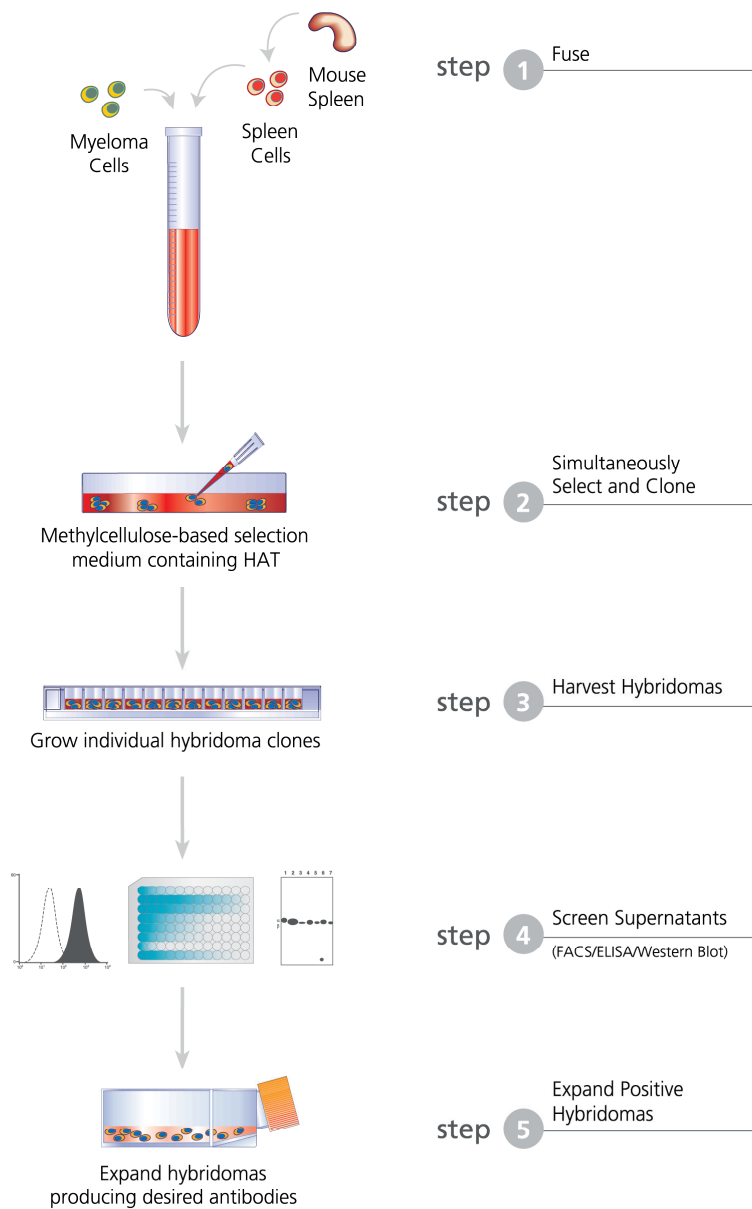 Mouse
Spleen
Myeloma
Cells
Spleen
Cells
step 1 Fuse
step 2 Simultaneously
Select and Clone
Methylcellulose-based selection
medium containing HAT
step 3 Harvest Hybridomas
Grow individual hybridoma clones
1 2 3 4 5 6 7
step 4 Screen Supernatants
(FACS/ELISA/Western Blot)
step 5 Expand Positive
Hybridomas
Expand hybridomas
producing desired antibodies